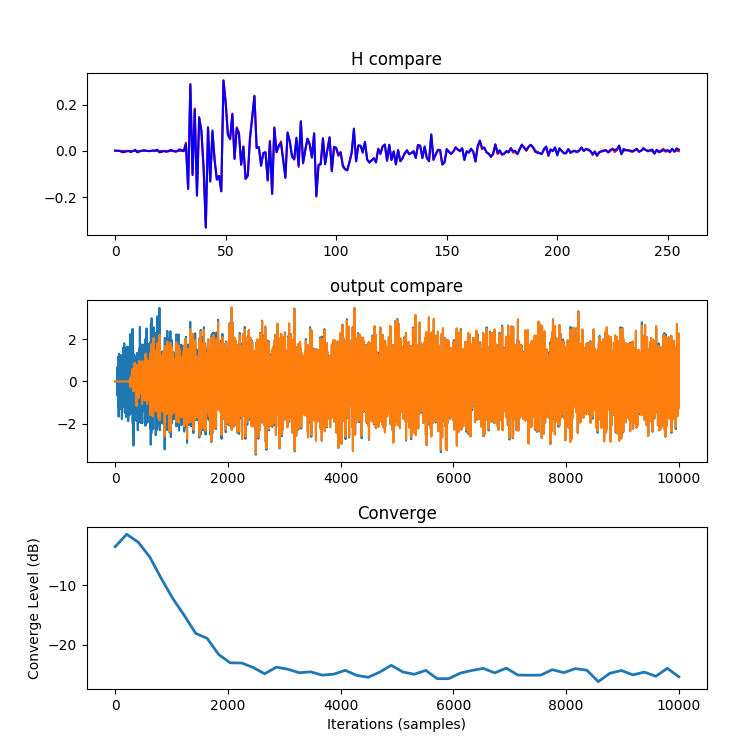 H compare
0.2
0.0
−0.2
0 50 100 150 200 250
output compare
2
0
−2
0 2000 4000 6000 8000 10000
Converge
Converge Level (dB)
−10
−20
0 2000 4000 6000 8000 10000
Iterations (samples)